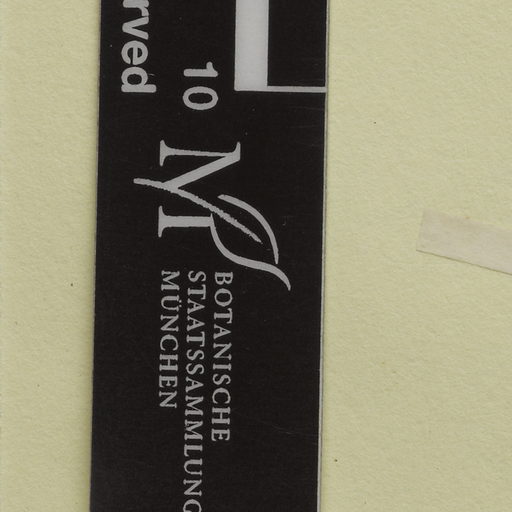 rved
10
BOTANISCHE
STAATSSAMMLUNG
MÜNCHEN